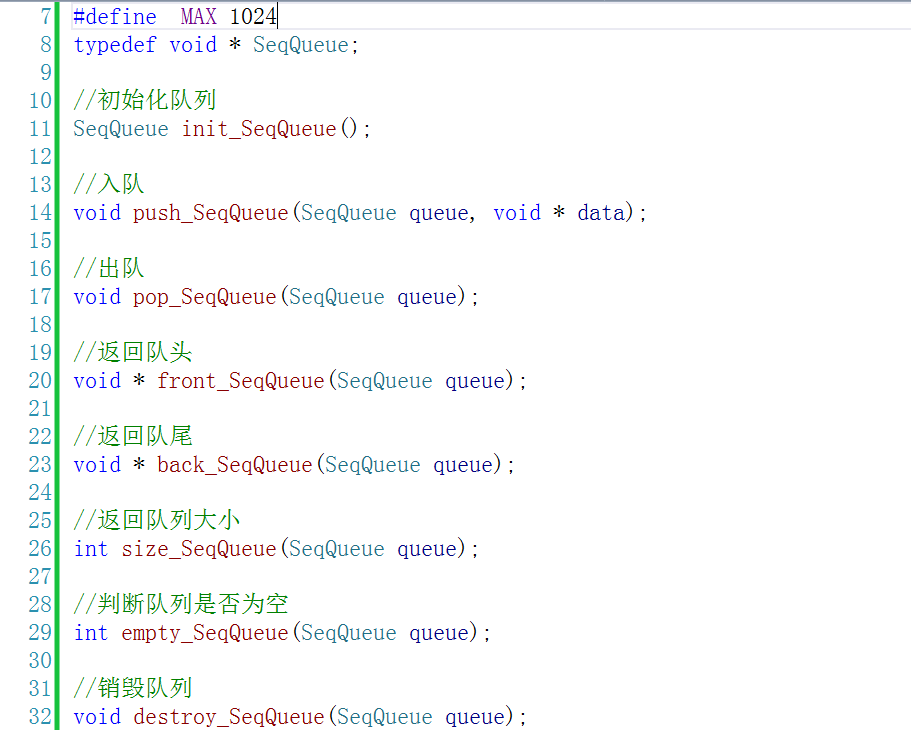 7 #define  MAX 1024
8 typedef void * SeqQueue;
9
10 //初始化队列
11 SeqQueue init_SeqQueue();
12
13 //入队
14 void push_SeqQueue(SeqQueue queue, void * data);
15
16 //出队
17 void pop_SeqQueue(SeqQueue queue);
18
19 //返回队头
20 void * front_SeqQueue(SeqQueue queue);
21
22 //返回队尾
23 void * back_SeqQueue(SeqQueue queue);
24
25 //返回队列大小
26 int size_SeqQueue(SeqQueue queue);
27
28 //判断队列是否为空
29 int empty_SeqQueue(SeqQueue queue);
30
31 //销毁队列
32 void destroy_SeqQueue(SeqQueue queue);